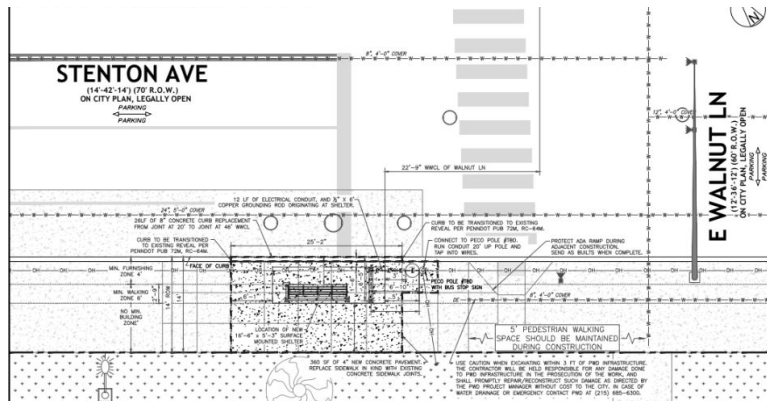 8", 4'-0" COVER
STENTON AVE
(14'-42'-14') (70' R.O.W.)
ON CITY PLAN, LEGALLY OPEN
PARKING
PARKING
12", 4'-0" COVER
E WALNUT LN
(12'-36'-12') (60' R.O.W.)
ON CITY PLAN, LEGALLY OPEN
PARKING
PARKING
22'-9" WWCL OF WALNUT LN
12 LF OF ELECTRICAL CONDUIT, AND
COPPER GROUNDING ROD ORIGINATING AT SHELTER.
24", 5'-0" COVER
26LF OF 8" CONCRETE CURB REPLACEMENT
FROM JOINT AT 20' TO JOINT AT 46' WWCL
CURB TO BE TRANSITIONED
TO EXISTING REVEAL PER
PENNDOT PUB 72M, RC-64M.
25'-2"
CURB TO BE TRANSITIONED TO EXISTING
REVEAL PER PENNDOT PUB 72M, RC-64M.
CONNECT TO PECO POLE #780.
RUN CONDUIT 20' UP POLE AND
TAP INTO WIRES.
PROTECT ADA RAMP DURING
ADJACENT CONSTRUCTION,
SEND AS BUILTS WHEN COMPLETE.
FACE OF CURB
OH OH OH OH OH OH
MIN. FURNISHING
ZONE 4'
MIN. WALKING
ZONE 6'
NO MIN.
BUILDING
ZONE
14' ROW
14'
PECO POLE #780
WITH BUS STOP SIGN
8", 4'-0" COVER
LOCATION OF NEW
16'-6" x 5'-3" SURFACE
MOUNTED SHELTER
5' PEDESTRIAN WALKING
SPACE SHOULD BE MAINTAINED
DURING CONSTRUCTION
380 SF OF 4" NEW CONCRETE PAVEMENT.
REPLACE SIDEWALK IN KIND WITH EXISTING
CONCRETE SIDEWALK JOINTS.
USE CAUTION WHEN EXCAVATING WITHIN 3 FT OF PWD INFRASTRUCTURE.
THE CONTRACTOR WILL BE HELD RESPONSIBLE FOR ANY DAMAGE DONE
TO PWD INFRASTRUCTURE IN THE PROSECUTION OF THE WORK, AND
SHALL PROMPTLY REPAIR/RECONSTRUCT SUCH DAMAGE AS DIRECTED BY
THE PWD PROJECT MANAGER WITHOUT COST TO THE CITY. IN CASE OF
WATER DRAINAGE OR EMERGENCY CONTACT PWD AT (215) 685-6300.